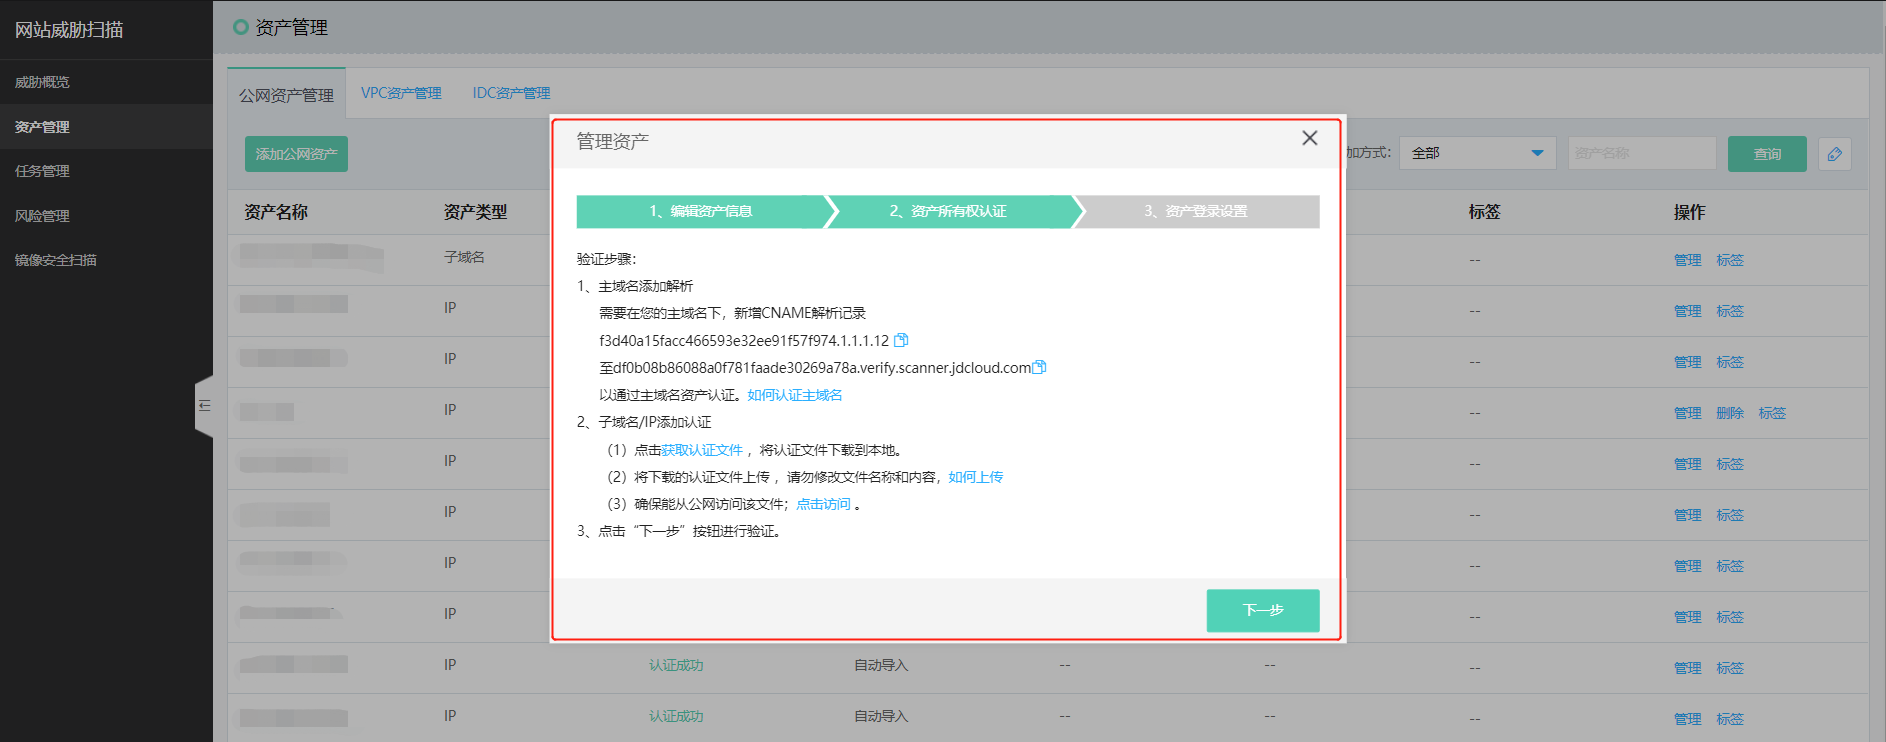 网站威胁扫描
威胁概览
资产管理
任务管理
风险管理
镜像安全扫描
资产管理
公网资产管理 VPC资产管理 IDC资产管理
添加公网资产 加方式: 全部 资产名称 查询
资产名称 资产类型 标签 操作
子域名 -- 管理 标签
IP -- 管理 标签
IP -- 管理 标签
IP -- 管理 删除 标签
IP -- 管理 标签
IP -- 管理 标签
IP -- 管理 标签
IP -- 管理 标签
IP 认证成功 自动导入 -- -- -- 管理 标签
IP 认证成功 自动导入 -- -- -- 管理 标签
管理资产
1、编辑资产信息 2、资产所有权认证 3、资产登录设置
验证步骤:
1、主域名添加解析
需要在您的主域名下，新增CNAME解析记录
f3d40a15facc466593e32ee91f57f974.1.1.1.12
至df0b08b86088a0f781faade30269a78a.verify.scanner.jdcloud.com
以通过主域名资产认证。如何认证主域名
2、子域名/IP添加认证
（1）点击获取认证文件 ，将认证文件下载到本地。
（2）将下载的认证文件上传 ，请勿修改文件名称和内容，如何上传
（3）确保能从公网访问该文件；点击访问 。
3、点击“下一步”按钮进行验证。
下一步